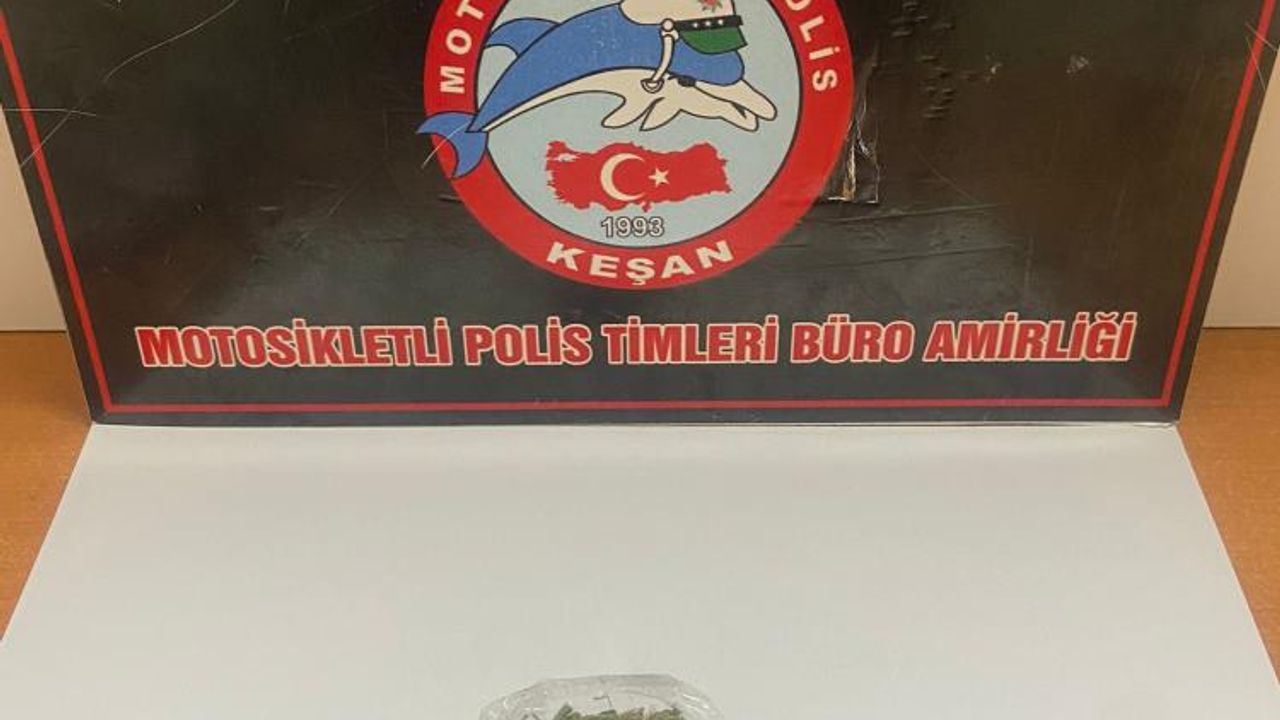 1993
KEŞAN
MOTOSİKLETLİ POLİS TİMLERİ BÜRO AMİRLİĞİ